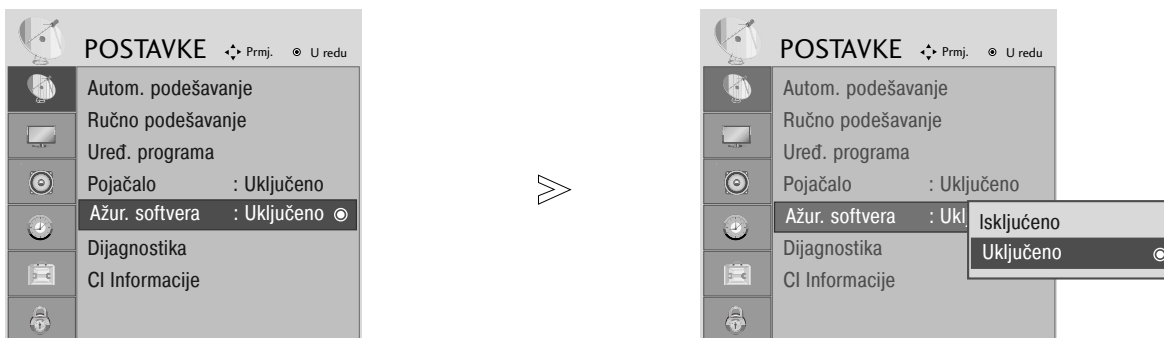 POSTAVKE Prmj. U redu
Autom. podešavanje
Ručno podešavanje
Uređ. programa
Pojačalo : Uključeno
Ažur. softvera : Uključeno
Dijagnostika
CI Informacije
POSTAVKE Prmj. U redu
Autom. podešavanje
Ručno podešavanje
Uređ. programa
Pojačalo : Uključeno
Ažur. softvera : Uklj
Isključeno
Uključeno
Dijagnostika
CI Informacije